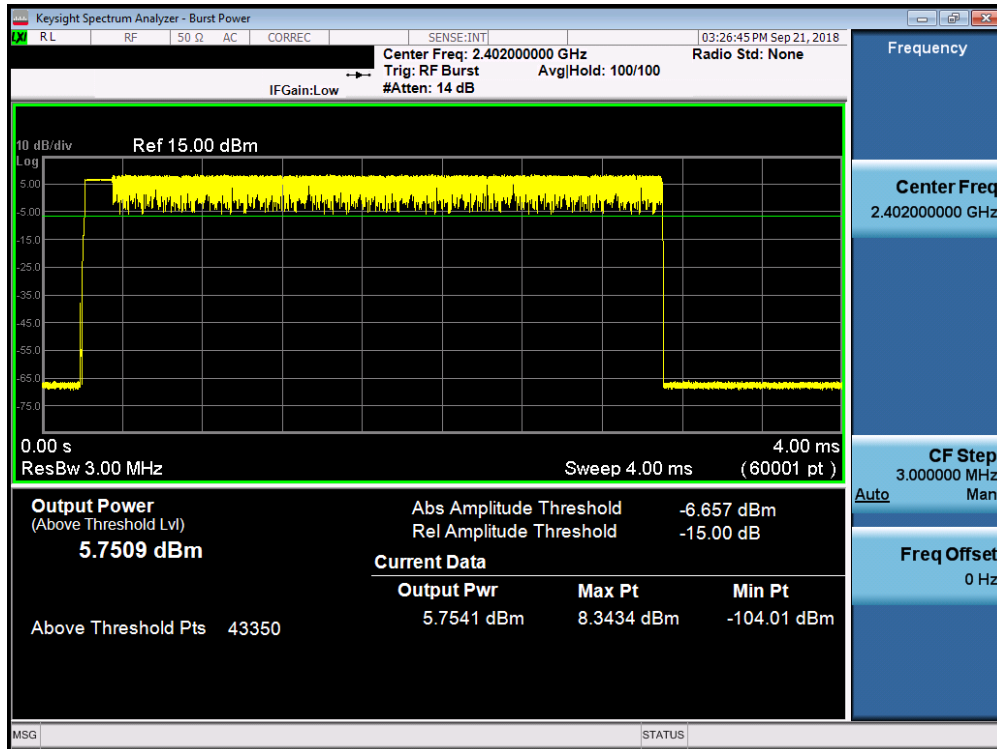 Keysight Spectrum Analyzer - Burst Power
LXI RL RF 50 Ω AC CORREC SENSE:INT 03:26:45 PM Sep 21, 2018
Center Freq: 2.402000000 GHz Radio Std: None
Trig: RF Burst Avg|Hold: 100/100
IFGain:Low #Atten: 14 dB
Frequency
10 dB/div Ref 15.00 dBm
Log
5.00
-5.00
-15.0
-25.0
-35.0
-45.0
-55.0
-65.0
-75.0
0.00 s 4.00 ms
ResBw 3.00 MHz Sweep 4.00 ms (60001 pt)
Output Power
(Above Threshold Lvl)
5.7509 dBm
Above Threshold Pts 43350
Abs Amplitude Threshold -6.657 dBm
Rel Amplitude Threshold -15.00 dB
Current Data
Output Pwr Max Pt Min Pt
5.7541 dBm 8.3434 dBm -104.01 dBm
Center Freq
2.402000000 GHz
CF Step
3.000000 MHz
Auto Man
Freq Offset
0 Hz
MSG STATUS